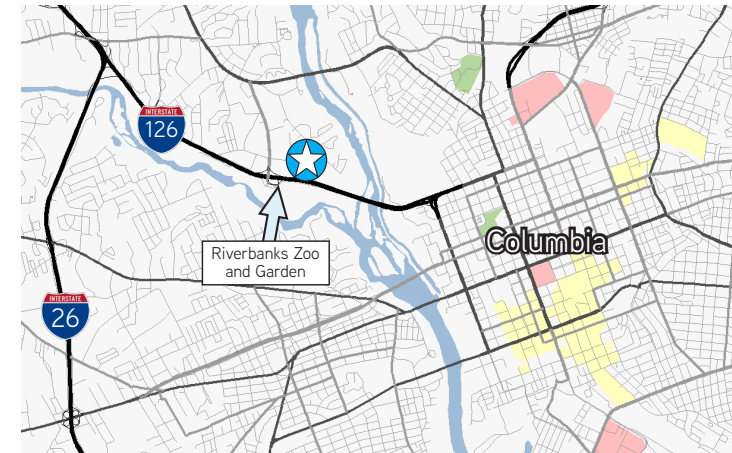 INTERSTATE
126
Riverbanks Zoo
and Garden
Columbia
INTERSTATE
26